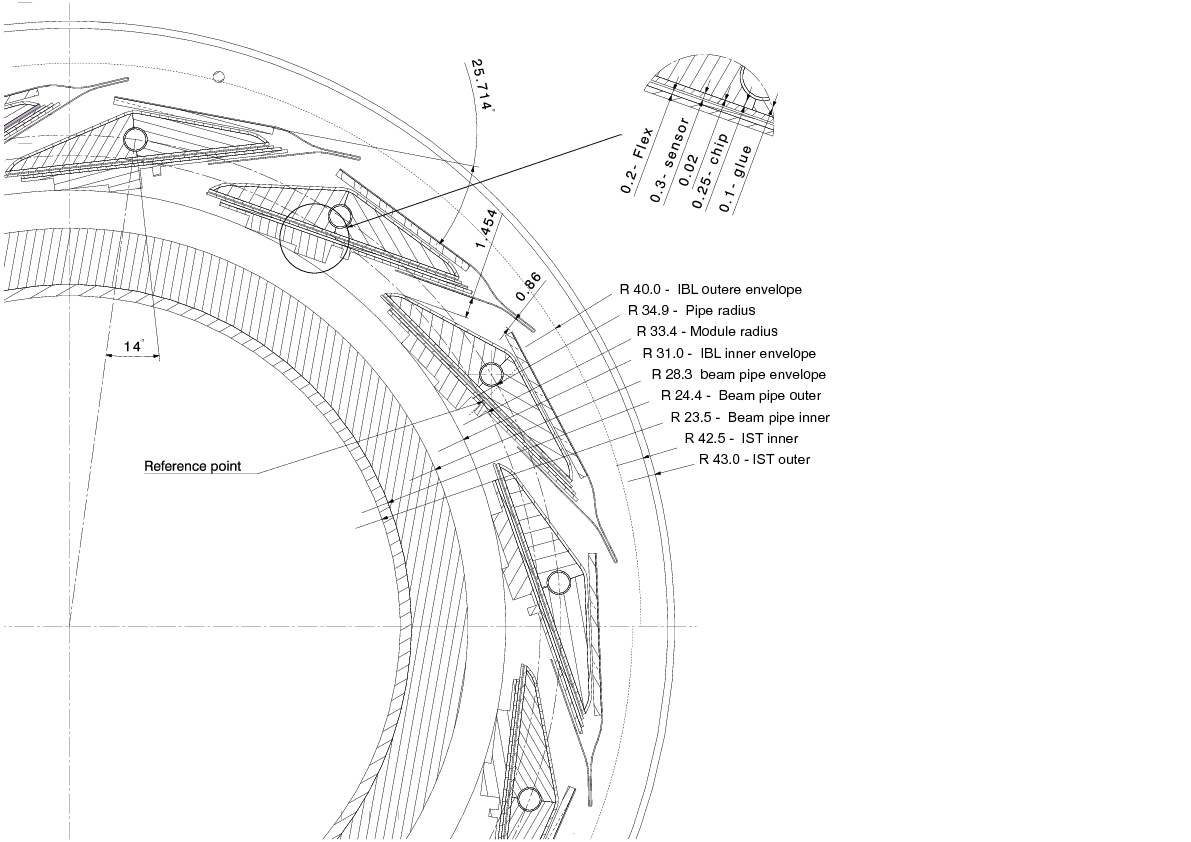 25.714°
0.2- Flex
0.3- sensor
0.02
0.25- chip
0.1- glue
1.454
0.86
R 40.0 - IBL outere envelope
R 34.9 - Pipe radius
R 33.4 - Module radius
R 31.0 - IBL inner envelope
R 28.3 beam pipe envelope
R 24.4 - Beam pipe outer
R 23.5 - Beam pipe inner
R 42.5 - IST inner
R 43.0 - IST outer
14°
Reference point